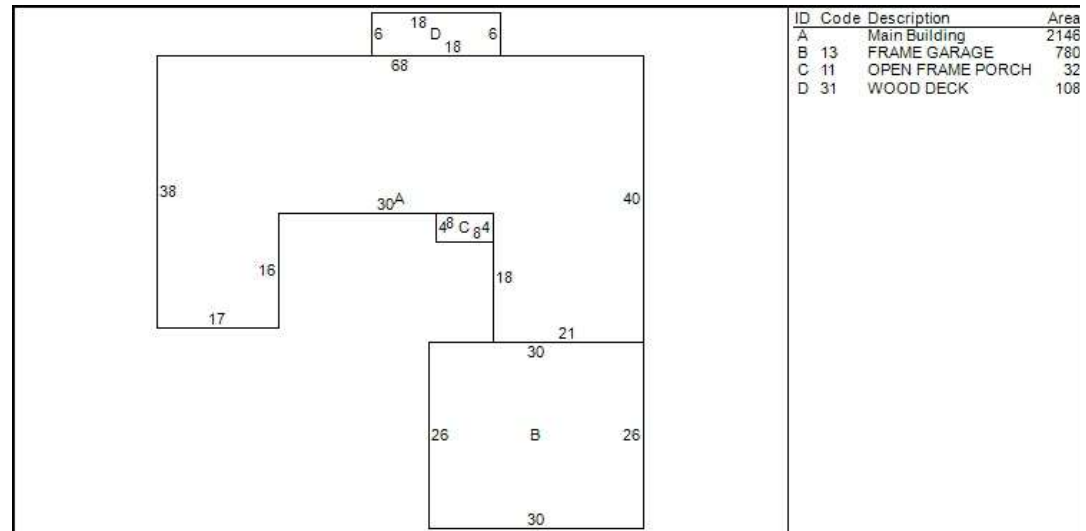 18
6 D 6
18
68
38
30A
40
4 8 C 8 4
16
18
17
21
30
26 B 26
30
ID Code Description Area
A Main Building 2146
B 13 FRAME GARAGE 780
C 11 OPEN FRAME PORCH 32
D 31 WOOD DECK 108